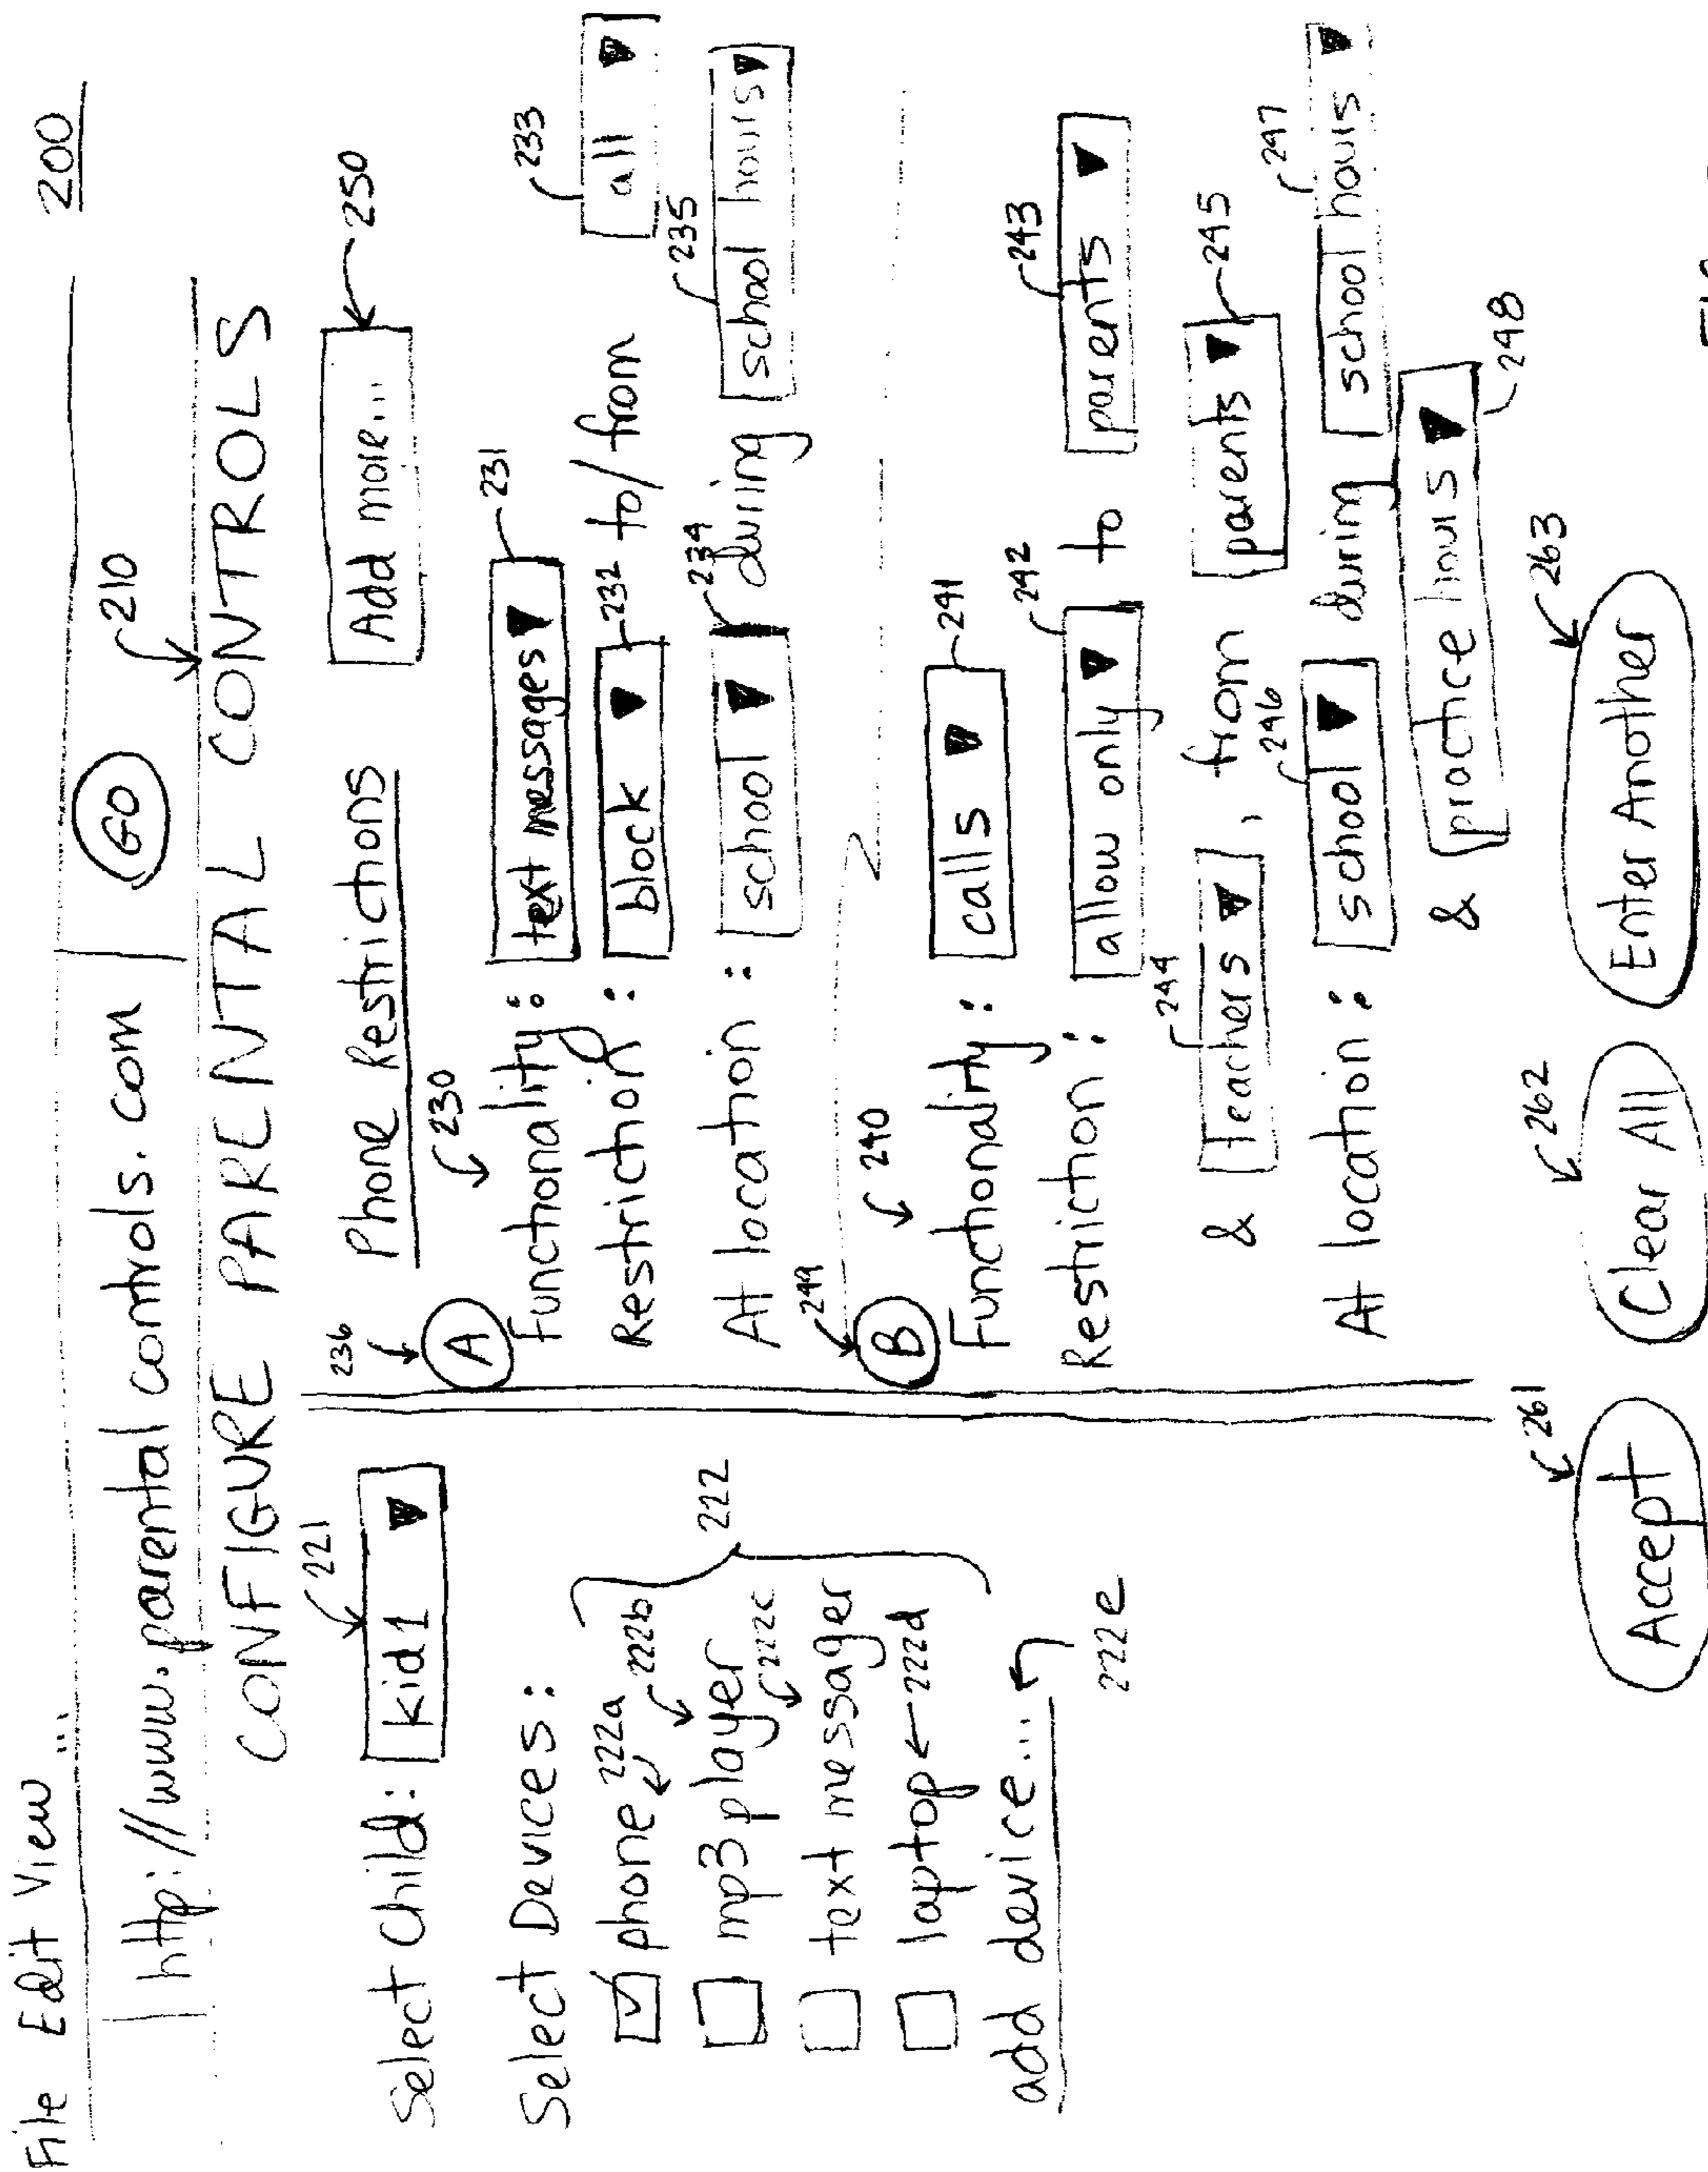 File Edit View ...
200
http://www.parentalcontrols.com
GO
210
CONFIGURE PARENTAL CONTROLS
221
Select Child: kid1
Select Devices:
phone 222a
mp3 player 222b
text messager 222c
laptop 222d
add device...
222e
222
236
Phone Restrictions
Add more...
250
230
A
Functionality: text messages
231
Restriction: block 232 to/from all
233
At location: school 234 during school hours
235
249
B
240
Functionality: calls
241
Restriction: allow only to parents
242
243
& teachers, from parents
244
245
At location: school during school hours
246
247
& practice hours
248
Accept
261
Clear All
262
Enter Another
263